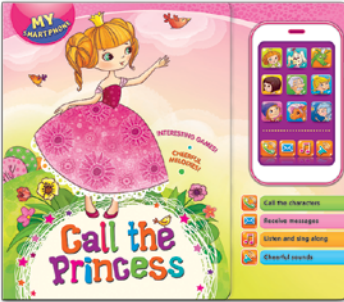 MY
SMARTPHONE
INTERESTING GAMES!
CHEERFUL
MELODIES!
Call the
Princess
Call the characters
Receive messages
Listen and sing along
Cheerful sounds